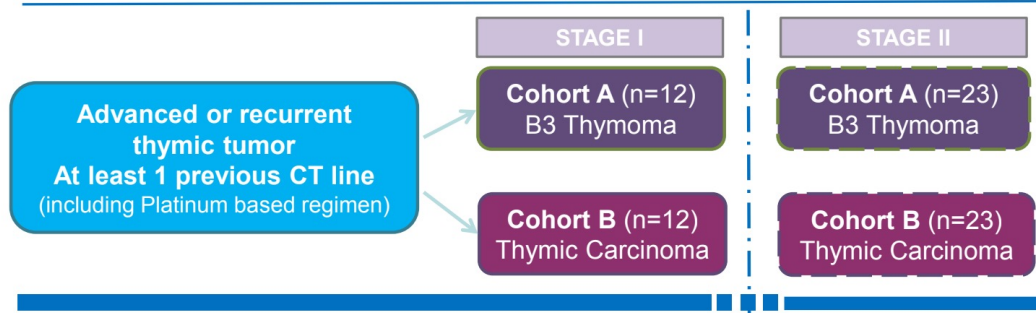 STAGE I
STAGE II
Advanced or recurrent
thymic tumor
At least 1 previous CT line
(including Platinum based regimen)
Cohort A (n=12)
B3 Thymoma
Cohort A (n=23)
B3 Thymoma
Cohort B (n=12)
Thymic Carcinoma
Cohort B (n=23)
Thymic Carcinoma